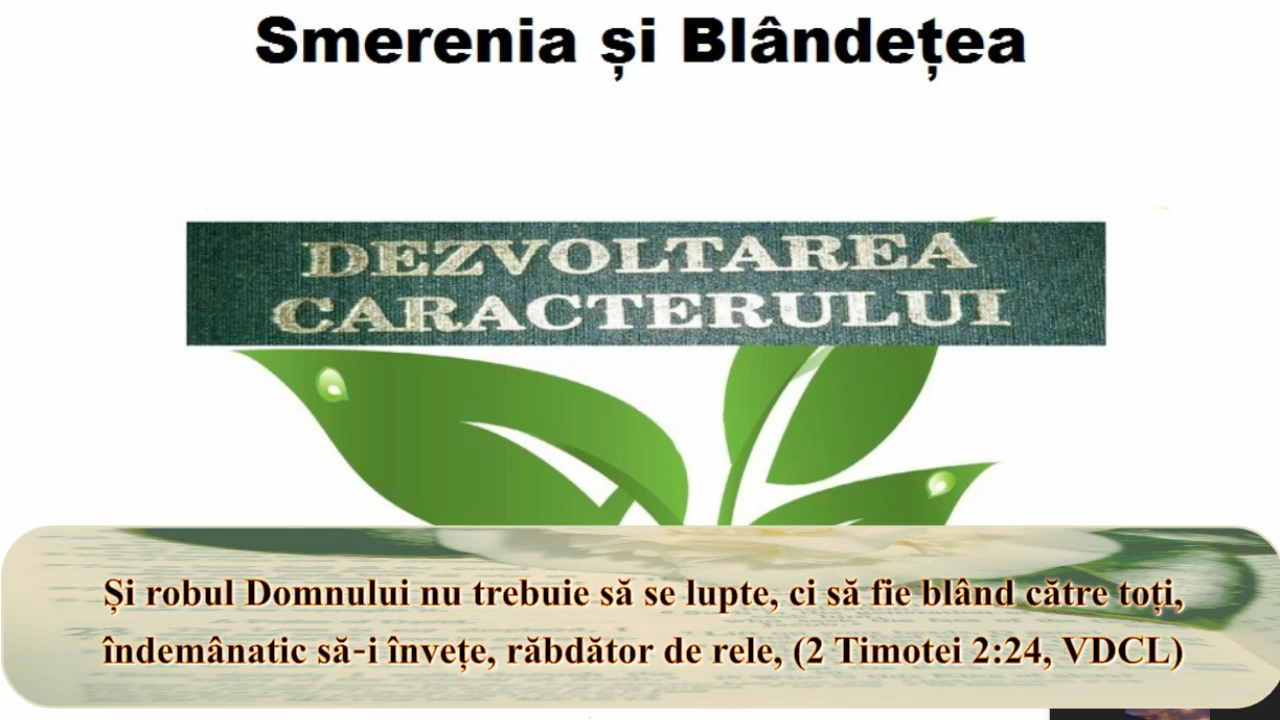 Smerenia și Blândețea
DEZVOLTAREA
CARACTERULUI
Și robul Domnului nu trebuie să se lupte, ci să fie blând către toți,
îndemânatic să-i învețe, răbdător de rele, (2 Timotei 2:24, VDCL)